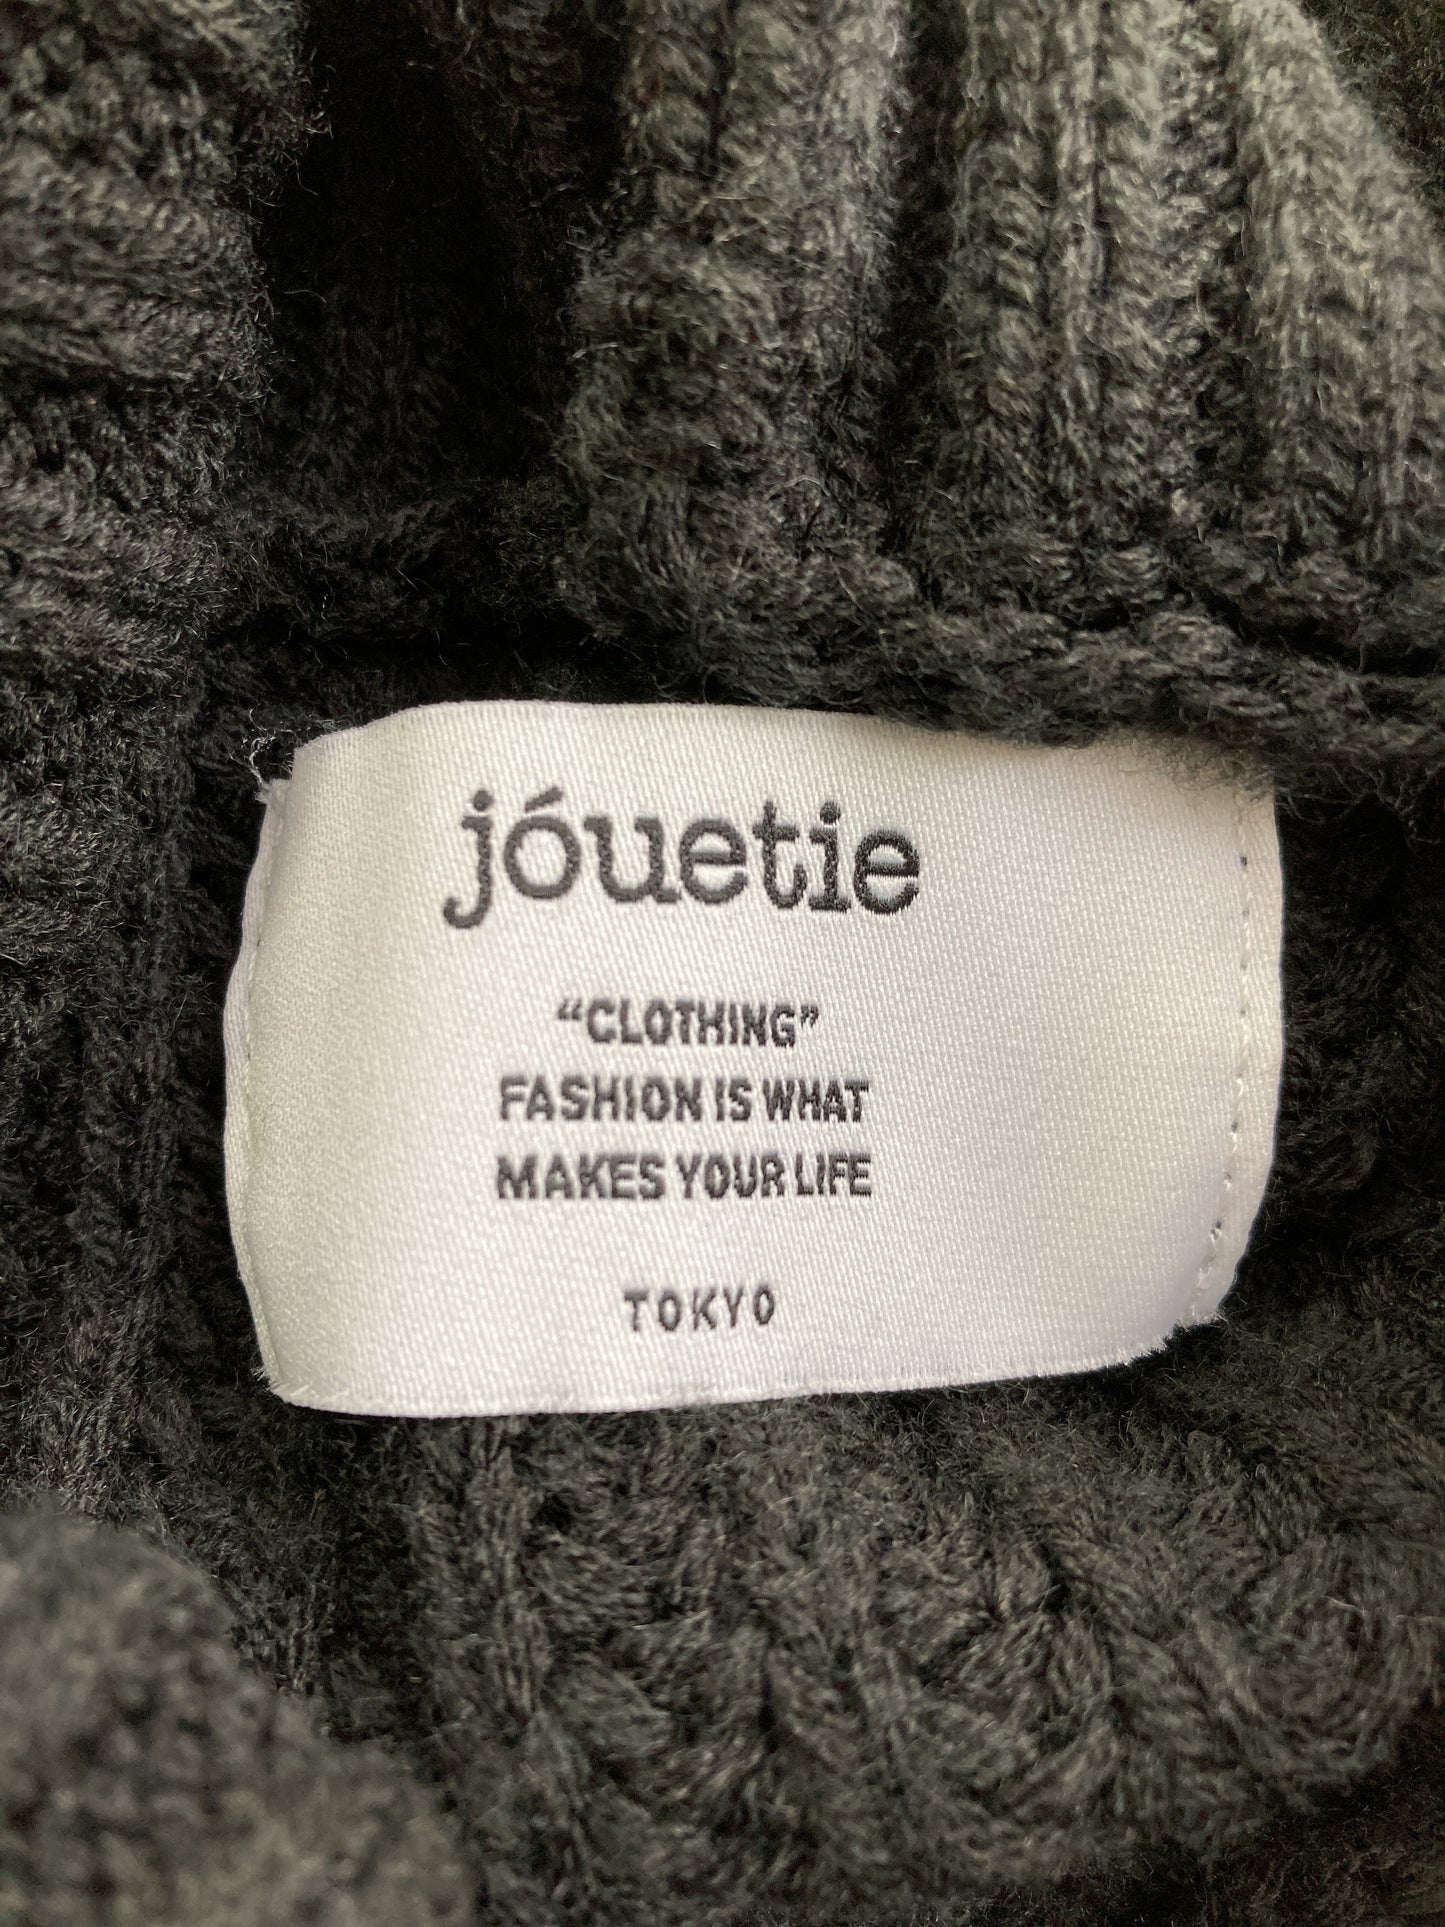 jóuetie
“CLOTHING”
FASHION IS WHAT
MAKES YOUR LIFE
TOKYO